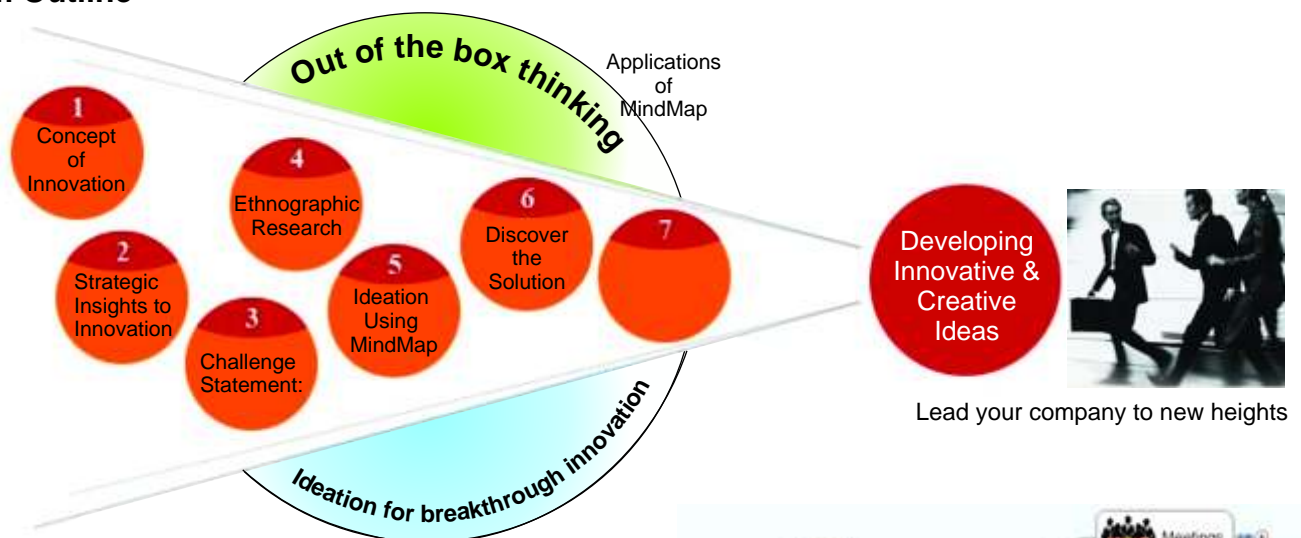 Outline
Out of the box thinking
Applications
of
MindMap
1
Concept
of
Innovation
2
Strategic
Insights to
Innovation
3
Challenge
Statement:
4
Ethnographic
Research
5
Ideation
Using
MindMap
6
Discover
the
Solution
7
Developing
Innovative &
Creative
Ideas
Lead your company to new heights
Ideation for breakthrough innovation
Meetings